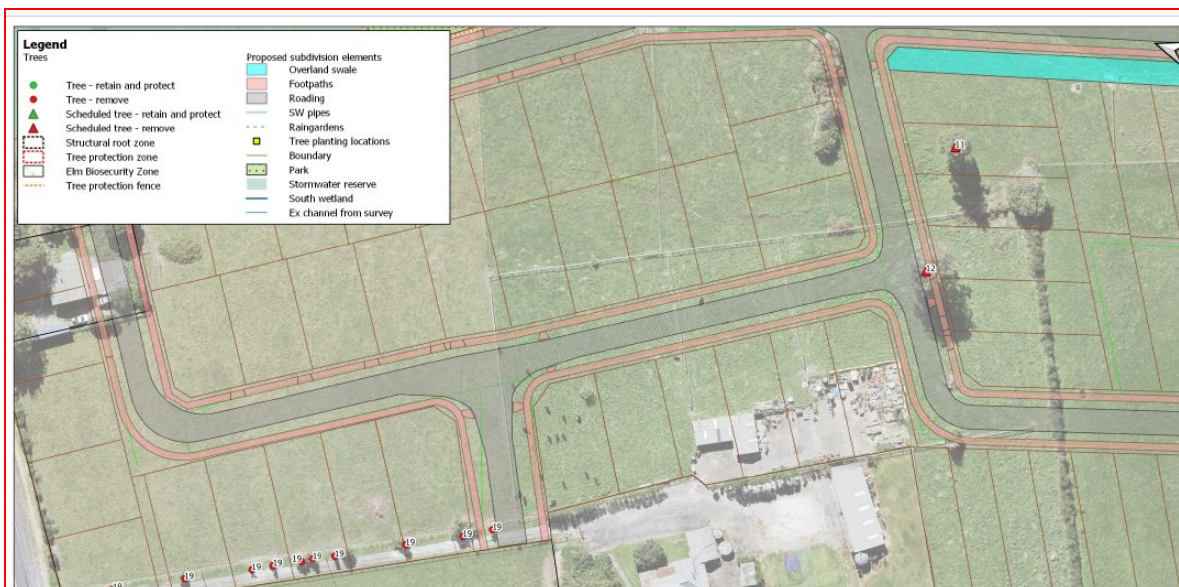 Legend
Trees
Tree - retain and protect
Tree - remove
Scheduled tree - retain and protect
Scheduled tree - remove
Structural root zone
Tree protection zone
Elm Biosecurity Zone
Tree protection fence
Proposed subdivision elements
Overland swale
Footpaths
Roading
SW pipes
Raingardens
Tree planting locations
Boundary
Park
Stormwater reserve
South wetland
Ex channel from survey
11
12
19
19
19
19
19
19
19
19
19
19